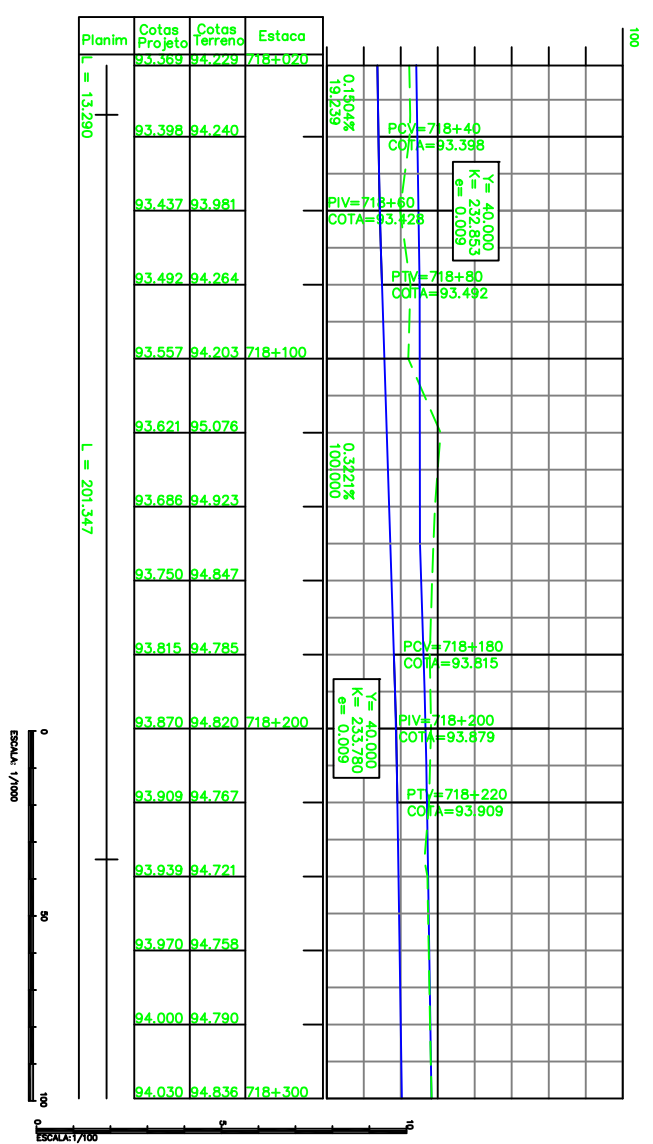 100
Planim
Cotas Projeto
Cotas Terreno
Estaca
93.369 94.229 718+020
93.398 94.240
93.437 93.981
93.492 94.264
93.557 94.203 718+100
93.621 95.076
93.686 94.923
93.750 94.847
93.815 94.785
93.870 94.820 718+200
93.909 94.767
93.939 94.721
93.970 94.758
94.000 94.790
94.030 94.836 718+300
L = 13.290
L = 201.347
0.1504%
19.239
PCV=718+40
COTA=93.398
PIV=718+60
COTA=93.428
Y= 40.000
K= 232.853
e= 0.009
PTV=718+80
COTA=93.492
0.3221%
100.000
PCV=718+180
COTA=93.815
Y= 40.000
K= 233.780
e= 0.009
PIV=718+200
COTA=93.879
PTV=718+220
COTA=93.909
ESCALA: 1/1000
0
50
100
0
5
10
ESCALA:1/100